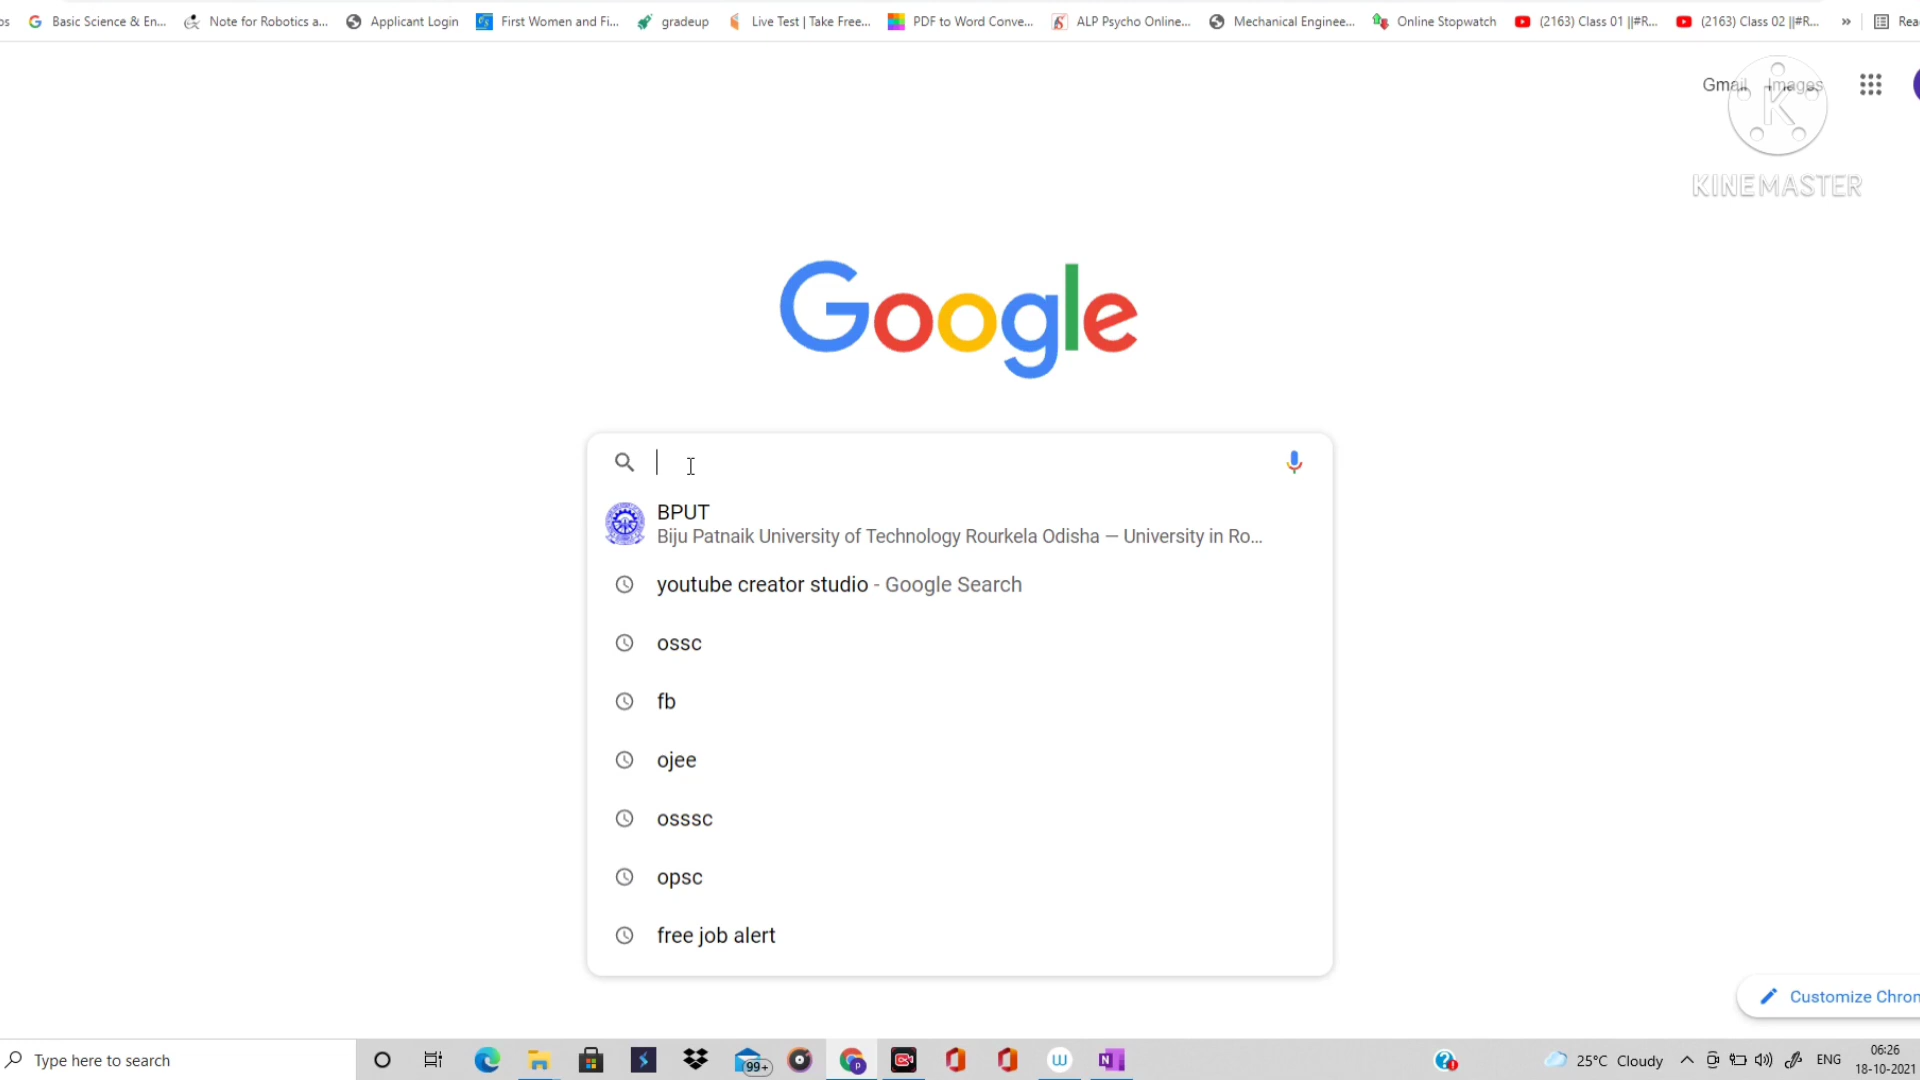 os Basic Science & En... Note for Robotics a... Applicant Login First Women and Fi... gradeup Live Test | Take Free... PDF to Word Conve... ALP Psycho Online... Mechanical Enginee... Online Stopwatch (2163) Class 01 ||#R... (2163) Class 02 ||#R... » Rea
Gmail Images
K
KINEMASTER
Google
BPUT
Biju Patnaik University of Technology Rourkela Odisha — University in Ro...
youtube creator studio - Google Search
ossc
fb
ojee
osssc
opsc
free job alert
Customize Chron
Type here to search 99+ 25°C Cloudy ENG 06:26
18-10-2021